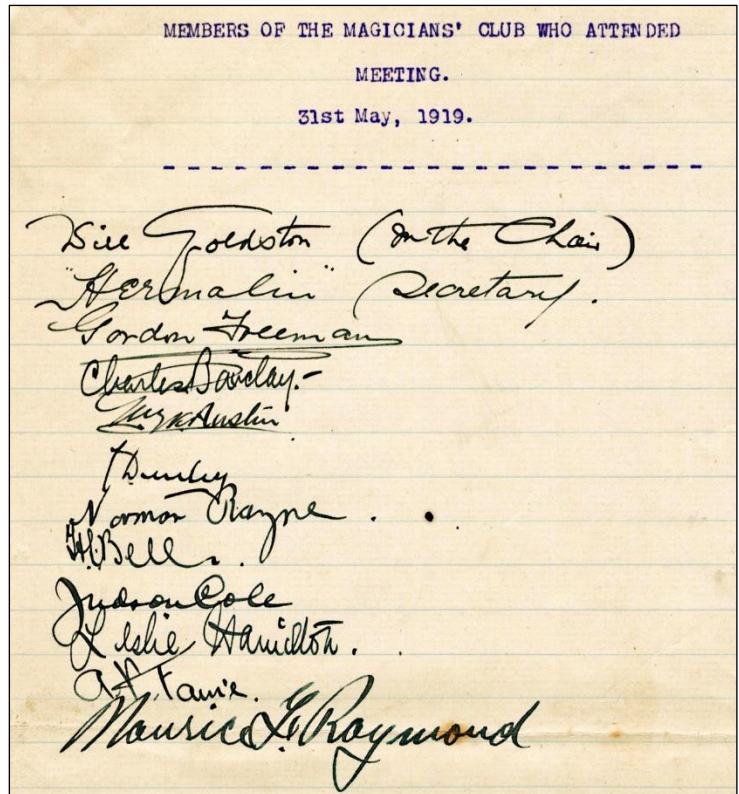 MEMBERS OF THE MAGICIANS' CLUB WHO ATTENDED
MEETING.
31st May, 1919.
Will Goldston (In the Chair)
"Hermalin" Secretary.
Gordon Freeman
Charles Barclay.-
Austin
Norman Rayne.
H. Bell.
Judson Cole
Leslie Hamilton.
Maurice F. Raymond